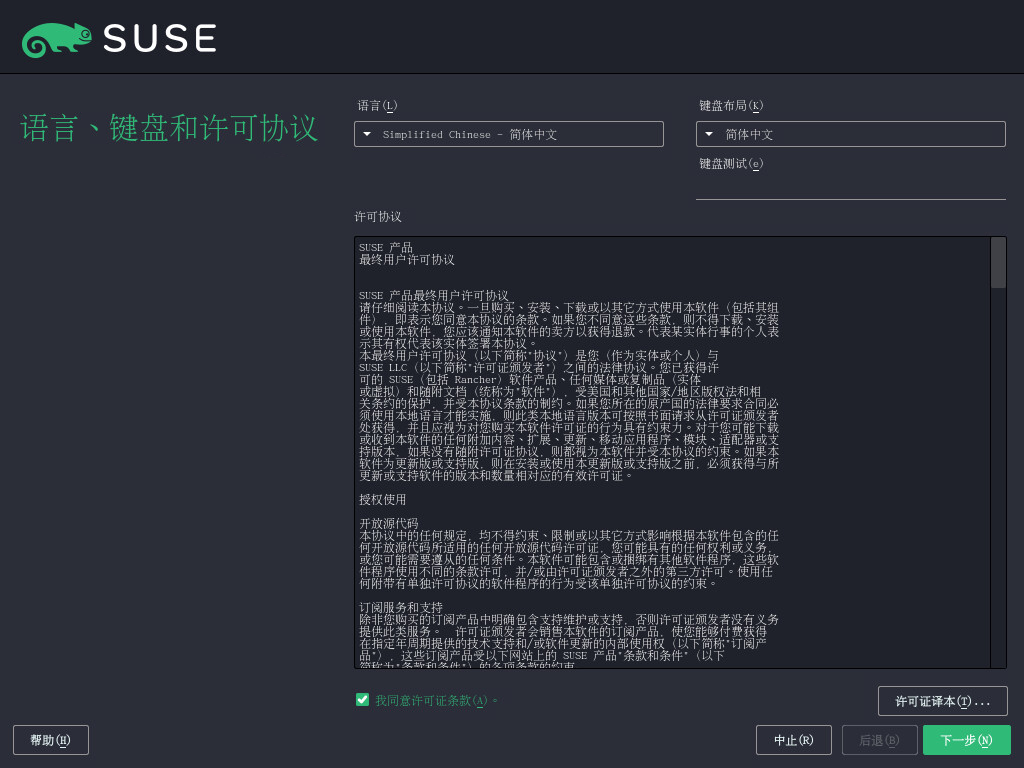 SUSE
语言、键盘和许可协议
语言(L)
键盘布局(K)
Simplified Chinese - 简体中文
简体中文
键盘测试(e)
许可协议
SUSE 产品
最终用户许可协议
SUSE 产品最终用户许可协议
请仔细阅读本协议。一旦购买、安装、下载或以其它方式使用本软件（包括其组
件），即表示您同意本协议的条款。如果您不同意这些条款，则不得下载、安装
或使用本软件，您应该通知本软件的卖方以获得退款。代表某实体行事的个人表
示其有权代表该实体签署本协议。
本最终用户许可协议（以下简称"协议"）是您（作为实体或个人）与
SUSE LLC（以下简称"许可证颁发者"）之间的法律协议。您已获得许
可的 SUSE（包括 Rancher）软件产品、任何媒体或复制品（实体
或虚拟）和随附文档（统称为"软件"），受美国和其他国家/地区版权法和相
关条约的保护，并受本协议条款的制约。如果您所在的原产国的法律要求合同必
须使用本地语言才能实施，则此类本地语言版本可按照书面请求从许可证颁发者
处获得，并且应视为对您购买本软件许可证的行为具有约束力。对于您可能下载
或收到本软件的任何附加内容、扩展、更新、移动应用程序、模块、适配器或支
持版本，如果没有随附许可证协议，则都视为本软件并受本协议的约束。如果本
软件为更新版或支持版，则在安装或使用本更新版或支持版之前，必须获得与所
更新或支持软件的版本和数量相对应的有效许可证。
授权使用
开放源代码
本协议中的任何规定，均不得约束、限制或以其它方式影响根据本软件包含的任
何开放源代码所适用的任何开放源代码许可证，您可能具有的任何权利或义务，
或您可能需要遵从的任何条件。本软件可能包含或捆绑有其他软件程序，这些软
件程序使用不同的条款许可，并/或由许可证颁发者之外的第三方许可。使用任
何附带有单独许可协议的软件程序的行为受该单独许可协议的约束。
订阅服务和支持
除非您购买的订阅产品中明确包含支持维护或支持，否则许可证颁发者没有义务
提供此类服务。 许可证颁发者会销售本软件的订阅产品，使您能够付费获得
在指定年周期提供的技术支持和/或软件更新的内部使用权（以下简称"订阅产
品"），这些订阅产品受以下网站上的 SUSE 产品"条款和条件"（以下
简称为"条款和条件"）的各项条款的约束
我同意许可证条款(A)。
许可证译本(T)...
帮助(H)
中止(R)
后退(B)
下一步(N)